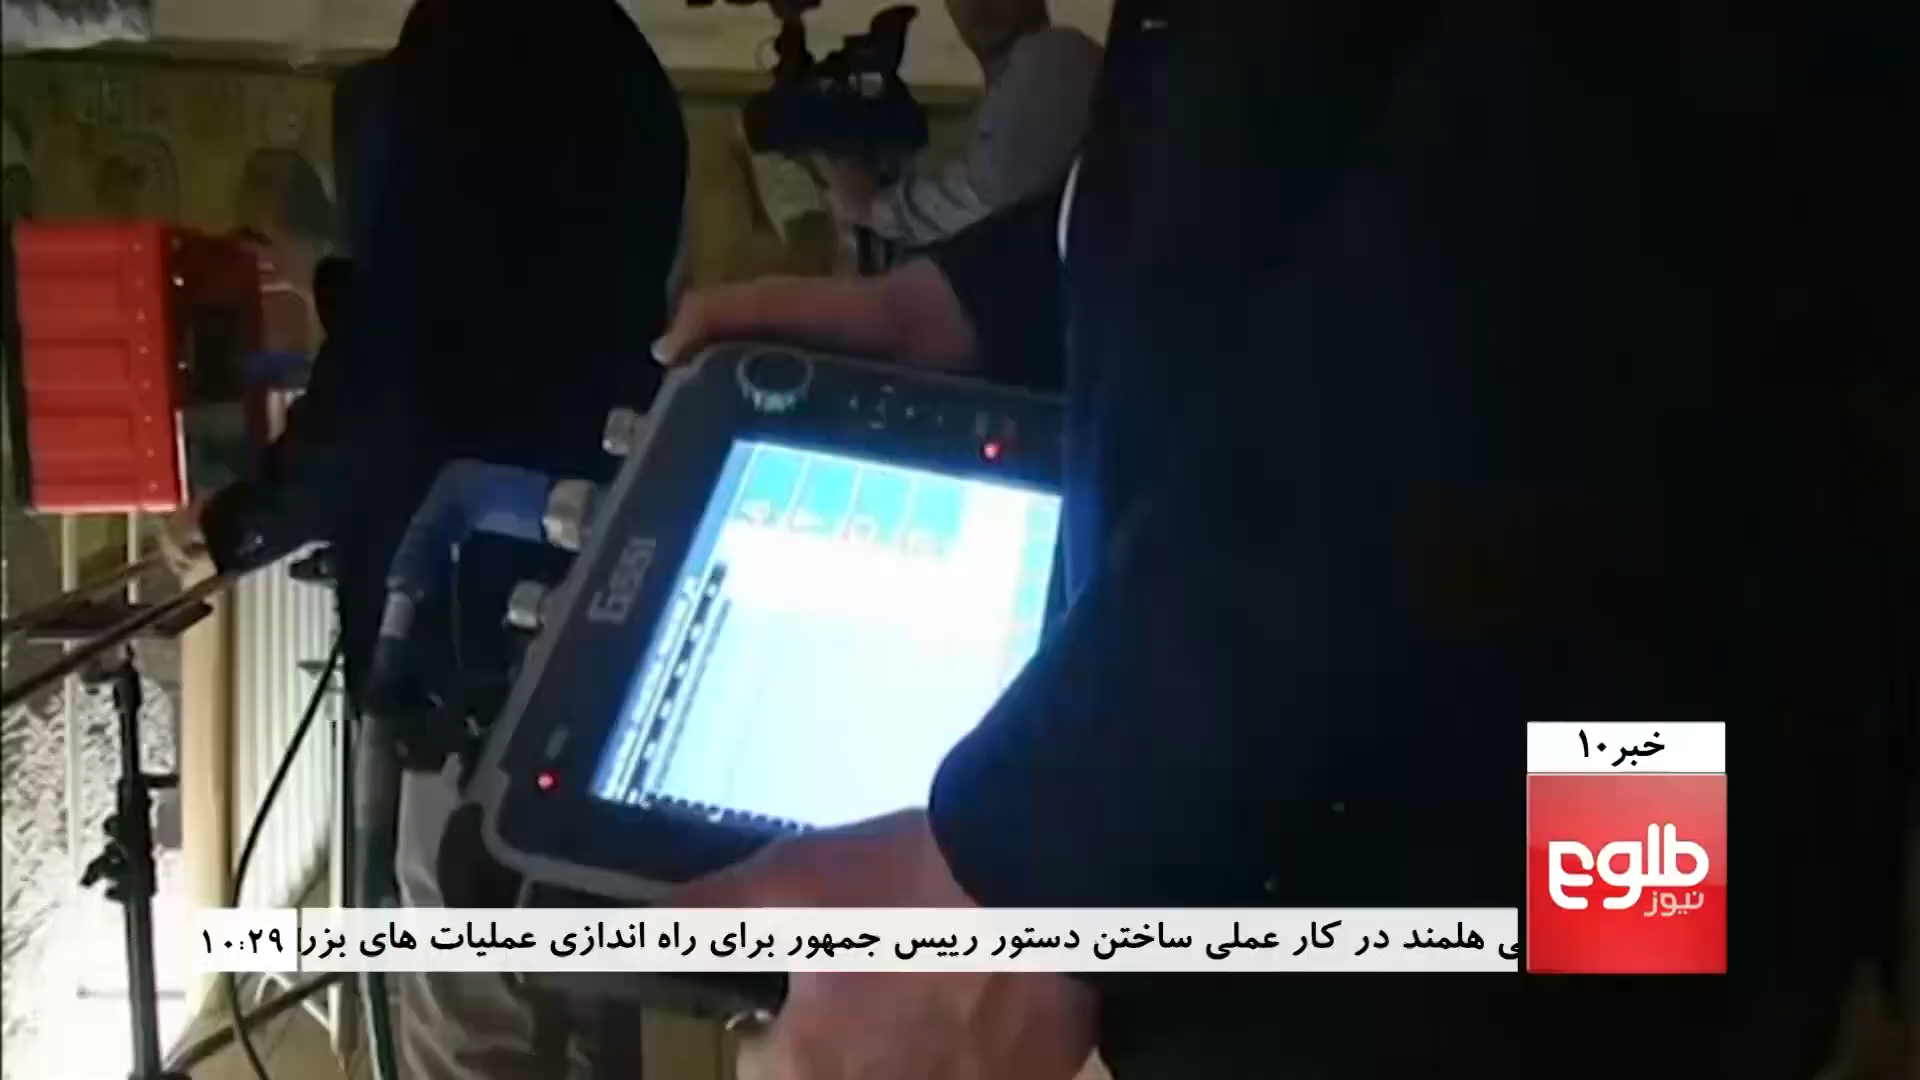 GSSI
خبر۱۰
طلوع
نیوز
هلمند در کار عملی ساختن دستور رییس جمهور برای راه اندازی عملیات های بزر
۱۰:۲۹